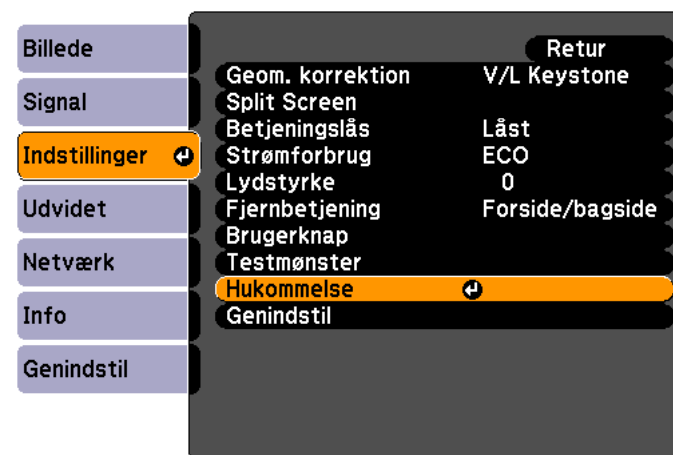 Billede
Signal
Indstillinger
Udvidet
Netværk
Info
Genindstil
Retur
Geom. korrektion V/L Keystone
Split Screen
Betjeningslås Låst
Strømforbrug ECO
Lydstyrke 0
Fjernbetjening Forside/bagside
Brugerknap
Testmønster
Hukommelse
Genindstil